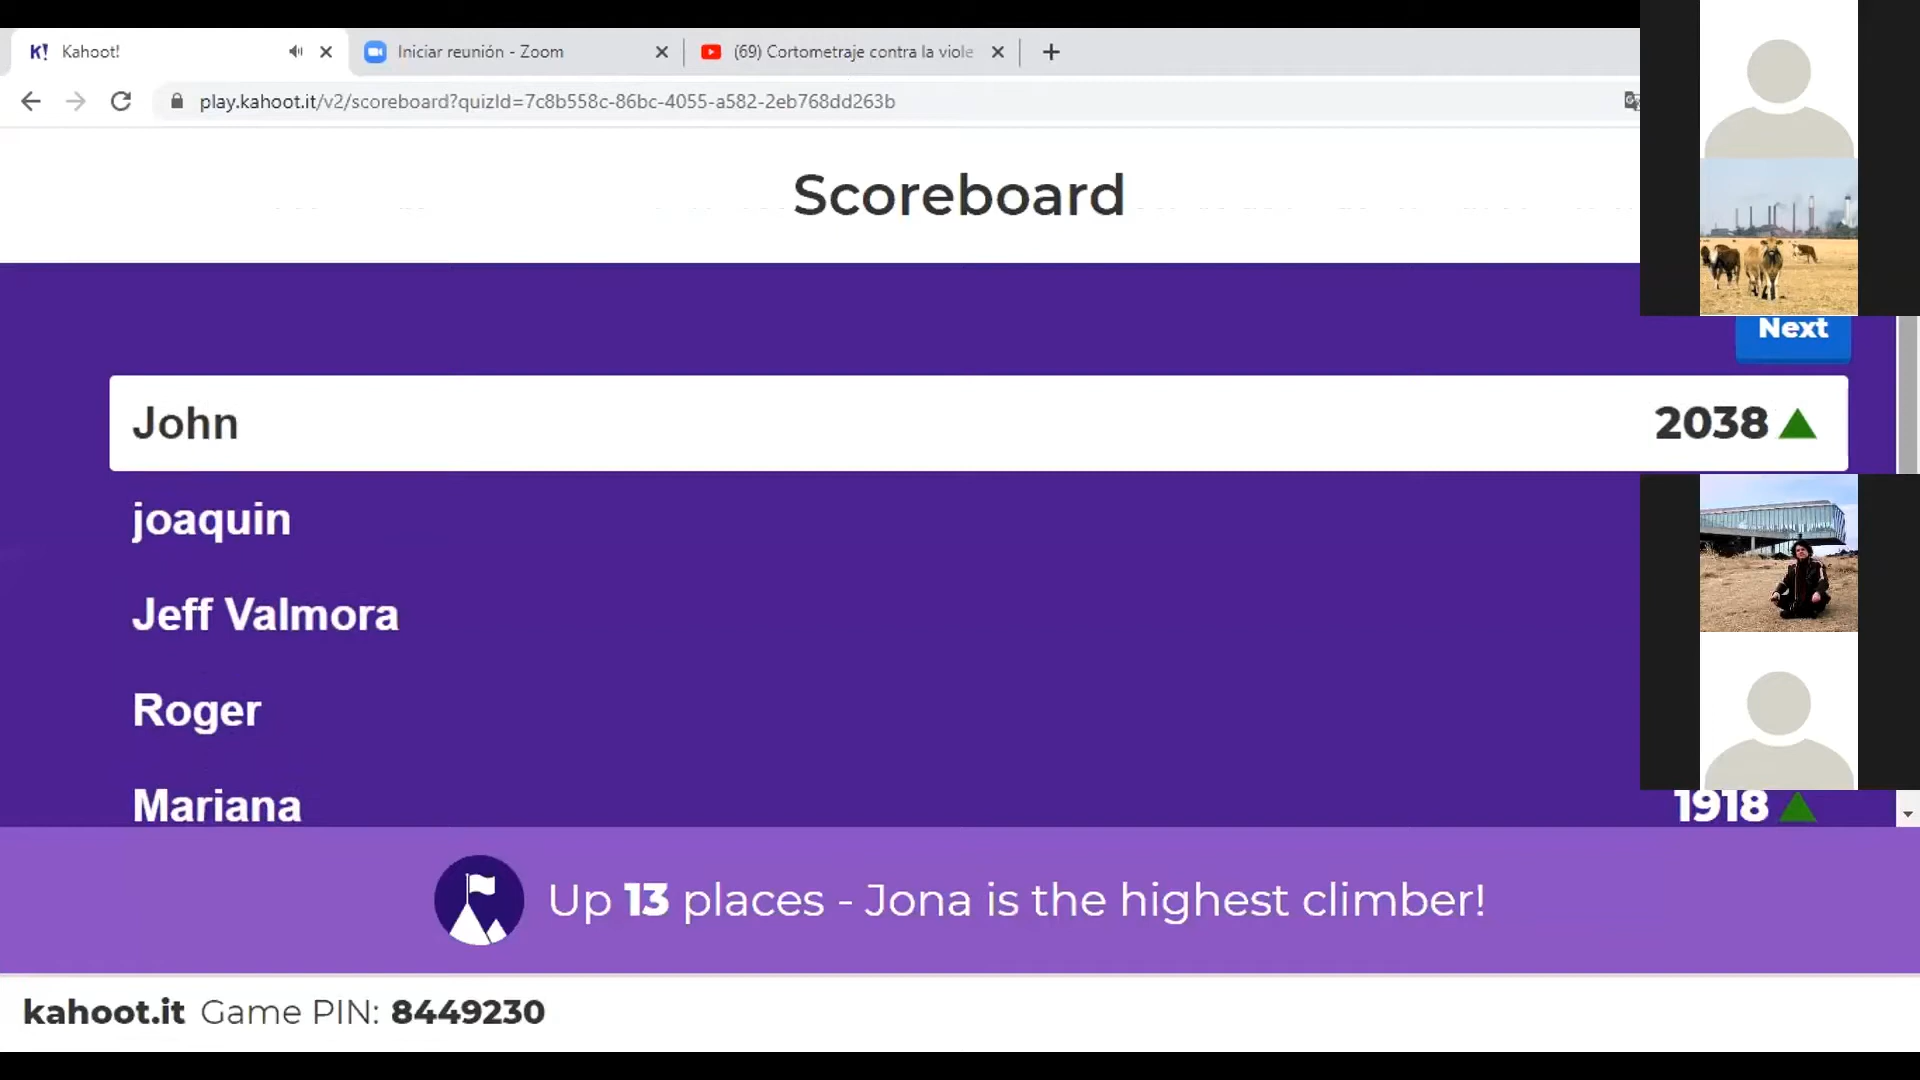 K! Kahoot!
Iniciar reunión - Zoom
(69) Cortometraje contra la viole
play.kahoot.it/v2/scoreboard?quizId=7c8b558c-86bc-4055-a582-2eb768dd263b
Scoreboard
Next
John 2038
joaquin
Jeff Valmora
Roger
Mariana 1918
Up 13 places - Jona is the highest climber!
kahoot.it Game PIN: 8449230